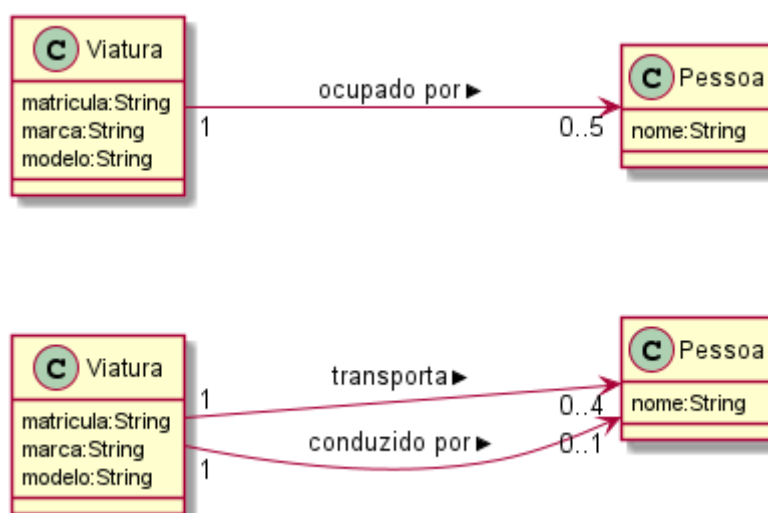 C Viatura
matricula:String
marca:String
modelo:String
ocupado por►
1
0..5
C Pessoa
nome:String
C Viatura
matricula:String
marca:String
modelo:String
transporta►
1
0..4
conduzido por►
1
0..1
C Pessoa
nome:String